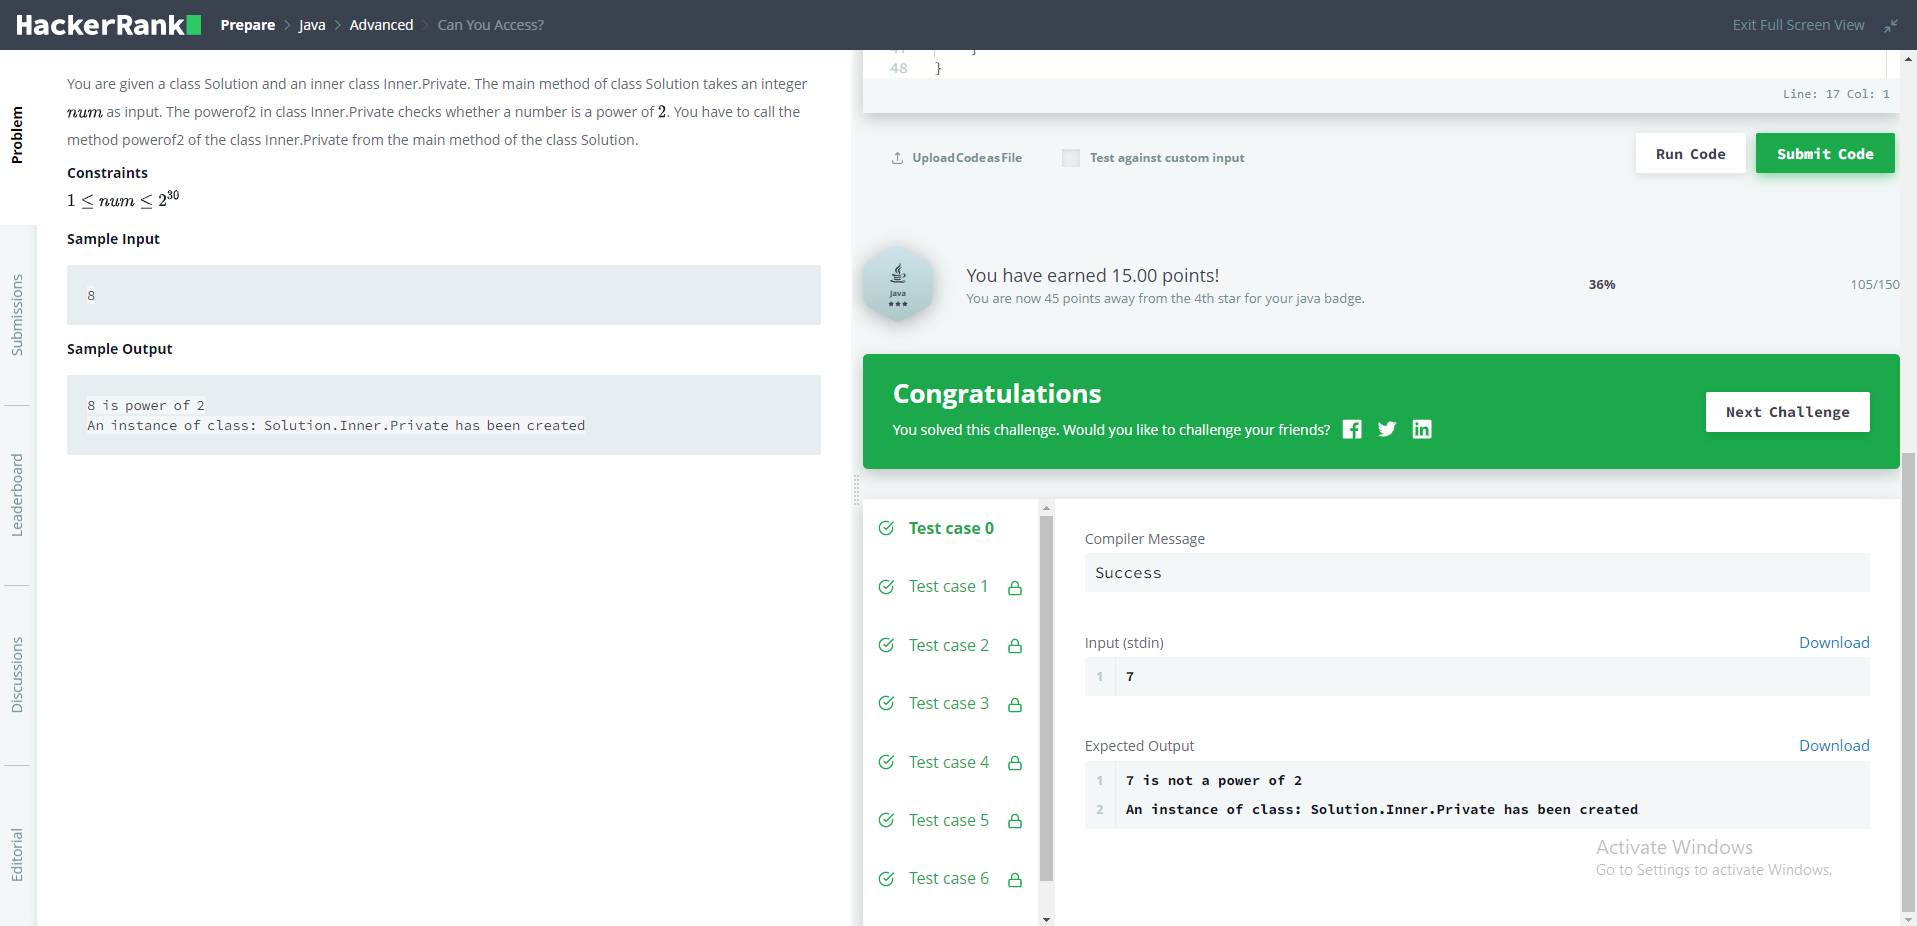 HackerRank Prepare > Java > Advanced > Can You Access? Exit Full Screen View
Problem
Submissions
Leaderboard
Discussions
Editorial
You are given a class Solution and an inner class Inner.Private. The main method of class Solution takes an integer
num as input. The powerof2 in class Inner.Private checks whether a number is a power of 2. You have to call the
method powerof2 of the class Inner.Private from the main method of the class Solution.
Constraints
1 ≤ num ≤ 2³⁰
Sample Input
8
Sample Output
8 is power of 2
An instance of class: Solution.Inner.Private has been created
48 }
Line: 17 Col: 1
Upload Code as File Test against custom input Run Code Submit Code
java
You have earned 15.00 points!
You are now 45 points away from the 4th star for your java badge.
36% 105/150
Congratulations
You solved this challenge. Would you like to challenge your friends?
Next Challenge
Test case 0
Test case 1
Test case 2
Test case 3
Test case 4
Test case 5
Test case 6
Compiler Message
Success
Input (stdin) Download
1 7
Expected Output Download
1 7 is not a power of 2
2 An instance of class: Solution.Inner.Private has been created
Activate Windows
Go to Settings to activate Windows.